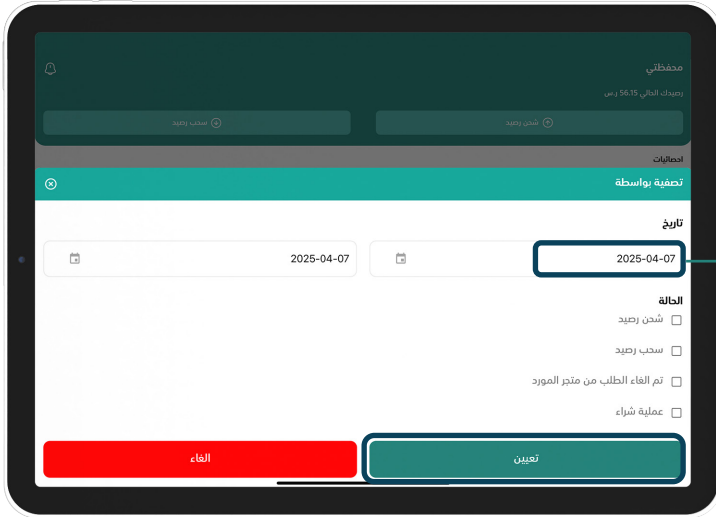 محفظتي
رصيدك الحالي 56.15 ر.س
شحن رصيد
سحب رصيد
احصائيات
تصفية بواسطة
تاريخ
2025-04-07
2025-04-07
الحالة
شحن رصيد
سحب رصيد
تم الغاء الطلب من متجر المورد
عملية شراء
تعيين
الغاء